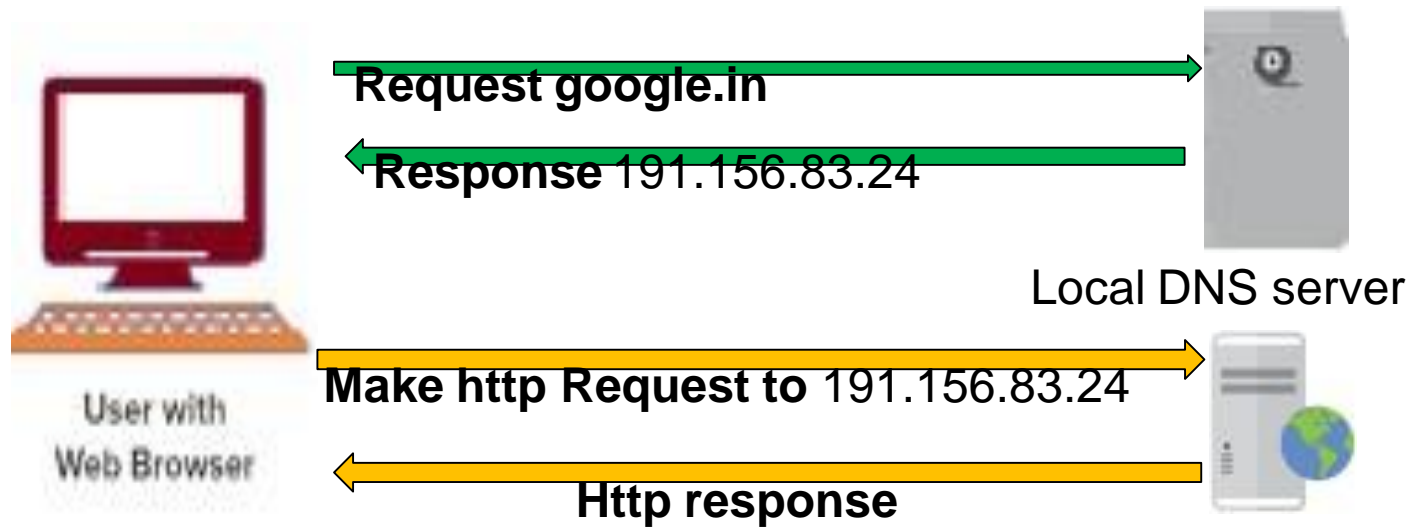 Request google.in
Response 191.156.83.24
Local DNS server
Make http Request to 191.156.83.24
User with
Web Browser
Http response